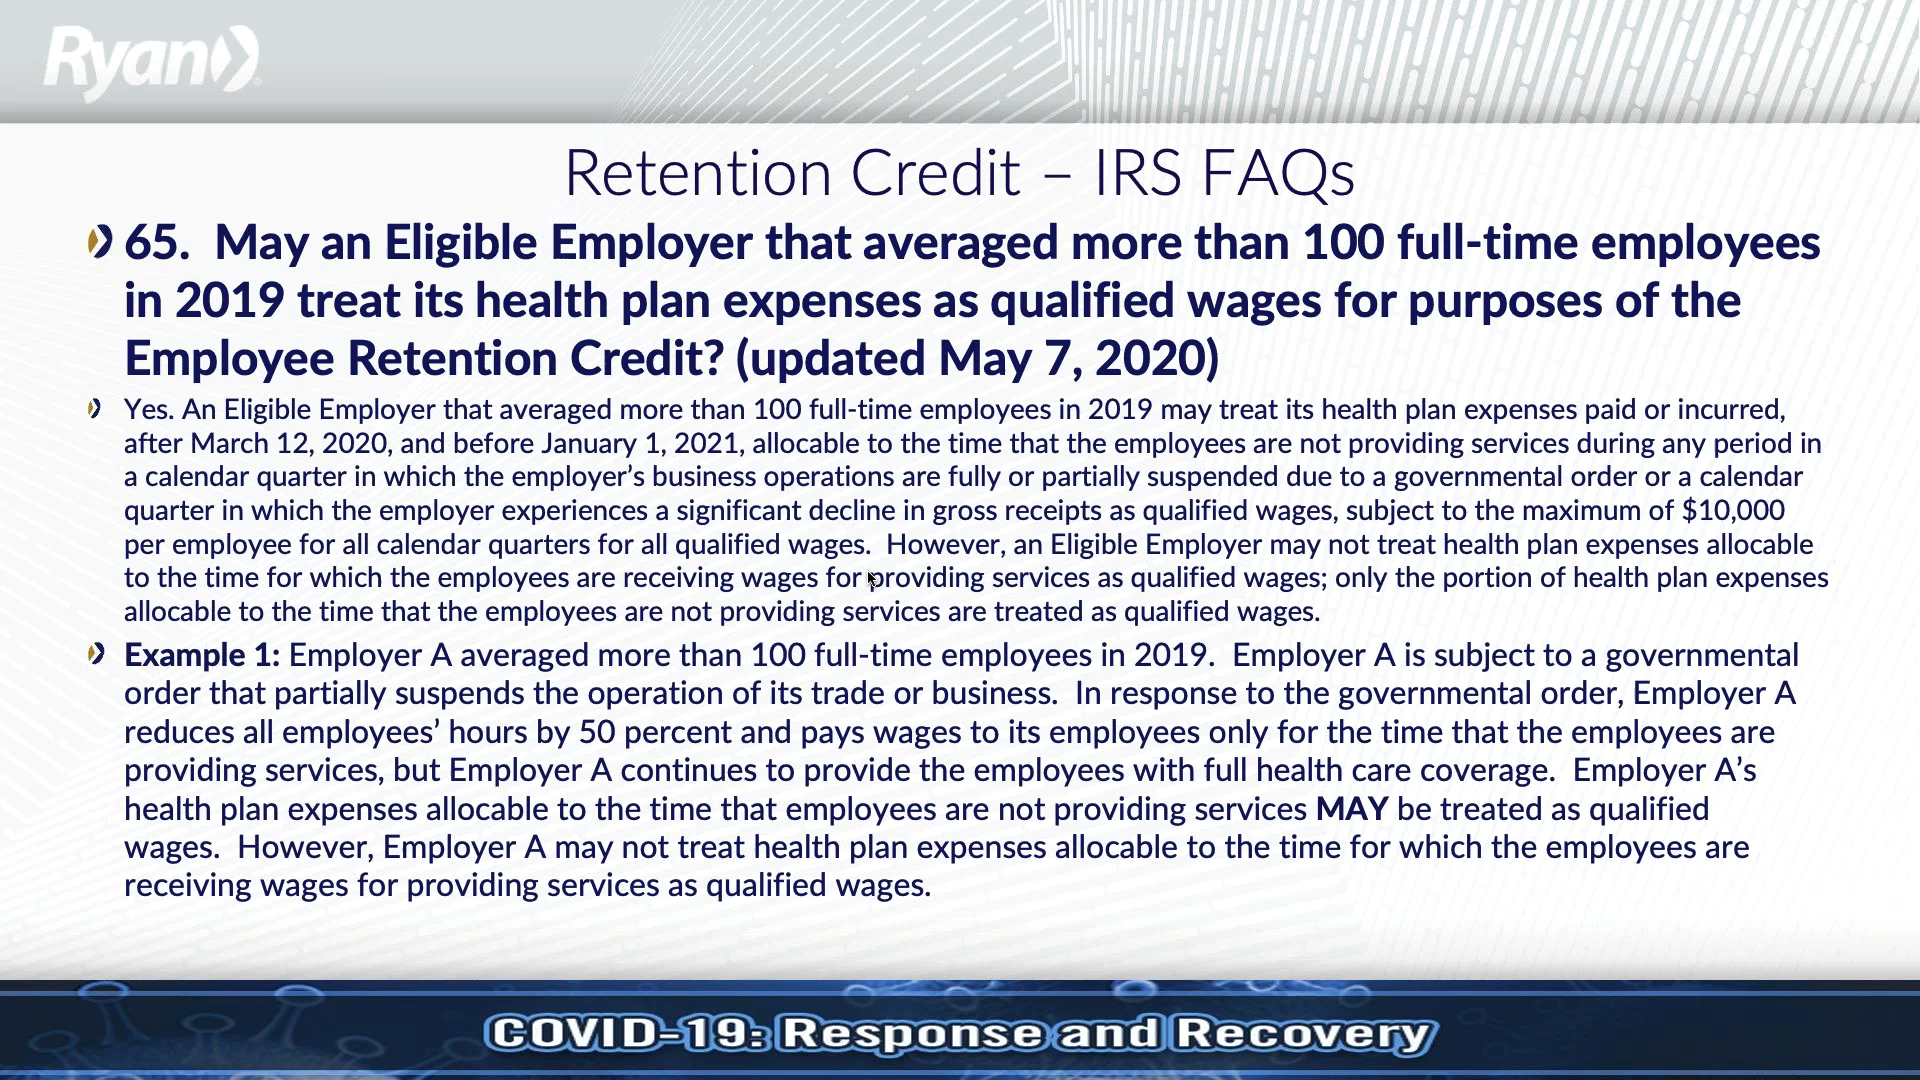 Ryan
Retention Credit – IRS FAQs
65.  May an Eligible Employer that averaged more than 100 full-time employees
in 2019 treat its health plan expenses as qualified wages for purposes of the
Employee Retention Credit? (updated May 7, 2020)
Yes. An Eligible Employer that averaged more than 100 full-time employees in 2019 may treat its health plan expenses paid or incurred,
after March 12, 2020, and before January 1, 2021, allocable to the time that the employees are not providing services during any period in
a calendar quarter in which the employer’s business operations are fully or partially suspended due to a governmental order or a calendar
quarter in which the employer experiences a significant decline in gross receipts as qualified wages, subject to the maximum of $10,000
per employee for all calendar quarters for all qualified wages.  However, an Eligible Employer may not treat health plan expenses allocable
to the time for which the employees are receiving wages for providing services as qualified wages; only the portion of health plan expenses
allocable to the time that the employees are not providing services are treated as qualified wages.
Example 1: Employer A averaged more than 100 full-time employees in 2019.  Employer A is subject to a governmental
order that partially suspends the operation of its trade or business.  In response to the governmental order, Employer A
reduces all employees’ hours by 50 percent and pays wages to its employees only for the time that the employees are
providing services, but Employer A continues to provide the employees with full health care coverage.  Employer A’s
health plan expenses allocable to the time that employees are not providing services MAY be treated as qualified
wages.  However, Employer A may not treat health plan expenses allocable to the time for which the employees are
receiving wages for providing services as qualified wages.
COVID-19: Response and Recovery